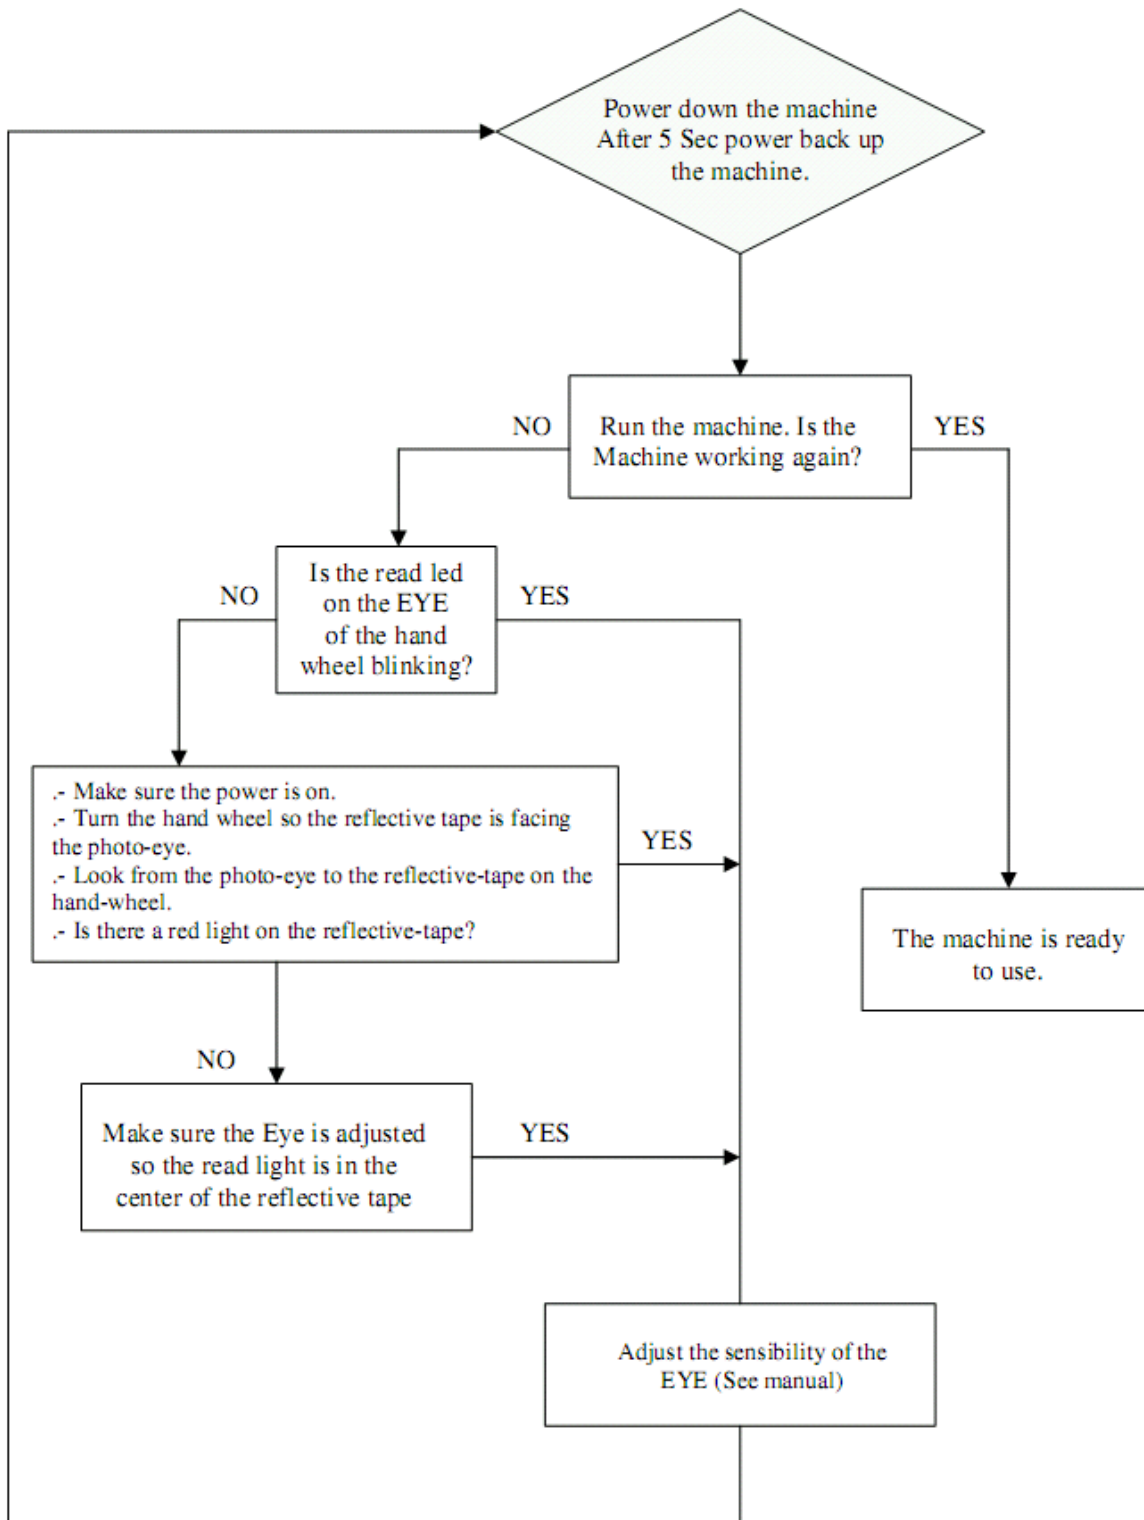 Power down the machine
After 5 Sec power back up
the machine.
NO
Run the machine. Is the
Machine working again?
YES
NO
Is the read led
on the EYE
of the hand
wheel blinking?
YES
.- Make sure the power is on.
.- Turn the hand wheel so the reflective tape is facing
the photo-eye.
.- Look from the photo-eye to the reflective-tape on the
hand-wheel.
.- Is there a red light on the reflective-tape?
YES
The machine is ready
to use.
NO
Make sure the Eye is adjusted
so the read light is in the
center of the reflective tape
YES
Adjust the sensibility of the
EYE (See manual)